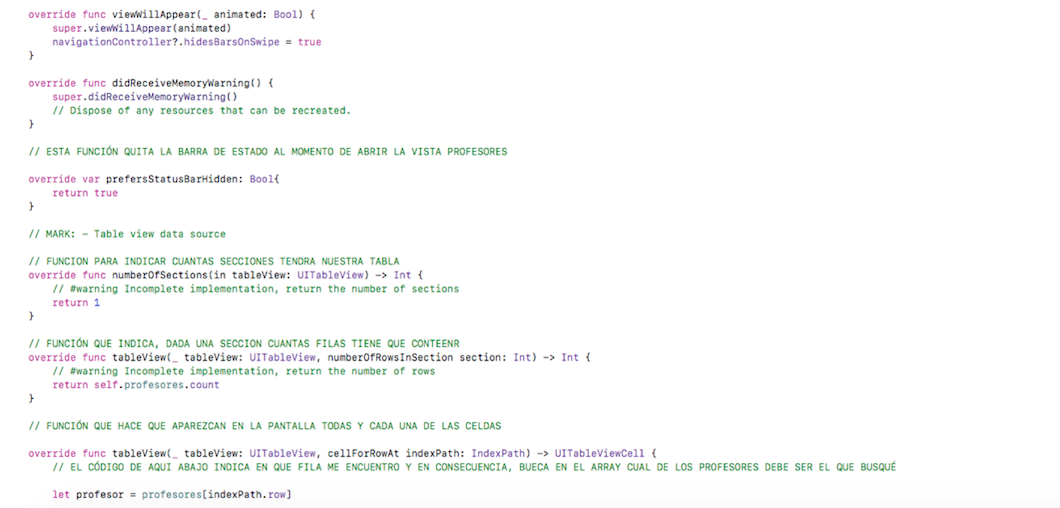 override func viewWillAppear(_ animated: Bool) {
super.viewWillAppear(animated)
navigationController?.hidesBarsOnSwipe = true
}
override func didReceiveMemoryWarning() {
super.didReceiveMemoryWarning()
// Dispose of any resources that can be recreated.
}
// ESTA FUNCIÓN QUITA LA BARRA DE ESTADO AL MOMENTO DE ABRIR LA VISTA PROFESORES
override var prefersStatusBarHidden: Bool{
return true
}
// MARK: - Table view data source
// FUNCION PARA INDICAR CUANTAS SECCIONES TENDRA NUESTRA TABLA
override func numberOfSections(in tableView: UITableView) -> Int {
// #warning Incomplete implementation, return the number of sections
return 1
}
// FUNCIÓN QUE INDICA, DADA UNA SECCION CUANTAS FILAS TIENE QUE CONTEENR
override func tableView(_ tableView: UITableView, numberOfRowsInSection section: Int) -> Int {
// #warning Incomplete implementation, return the number of rows
return self.profesores.count
}
// FUNCIÓN QUE HACE QUE APAREZCAN EN LA PANTALLA TODAS Y CADA UNA DE LAS CELDAS
override func tableView(_ tableView: UITableView, cellForRowAt indexPath: IndexPath) -> UITableViewCell {
// EL CÓDIGO DE AQUI ABAJO INDICA EN QUE FILA ME ENCUENTRO Y EN CONSECUENCIA, BUECA EN EL ARRAY CUAL DE LOS PROFESORES DEBE SER EL QUE BUSQUÉ
let profesor = profesores[indexPath.row]